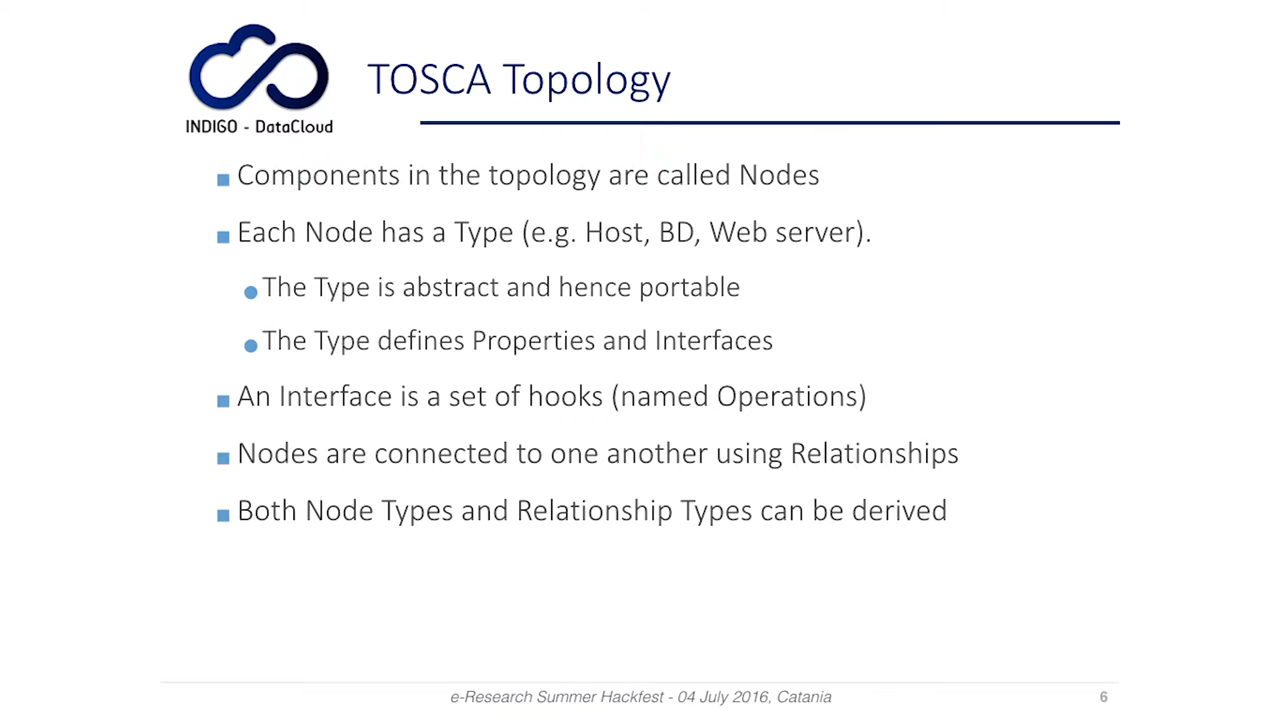 INDIGO - DataCloud
TOSCA Topology
Components in the topology are called Nodes
Each Node has a Type (e.g. Host, BD, Web server).
The Type is abstract and hence portable
The Type defines Properties and Interfaces
An Interface is a set of hooks (named Operations)
Nodes are connected to one another using Relationships
Both Node Types and Relationship Types can be derived
e-Research Summer Hackfest - 04 July 2016, Catania
6